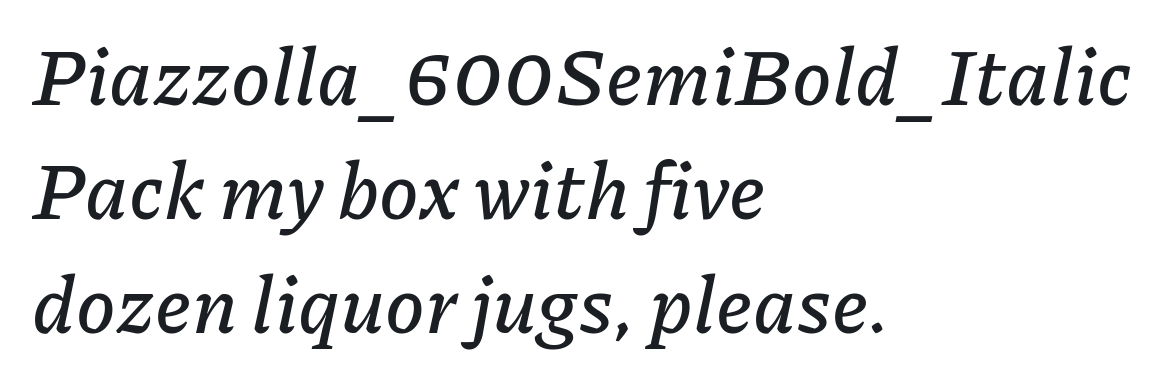 Piazzolla_600SemiBold_Italic
Pack my box with five
dozen liquor jugs, please.